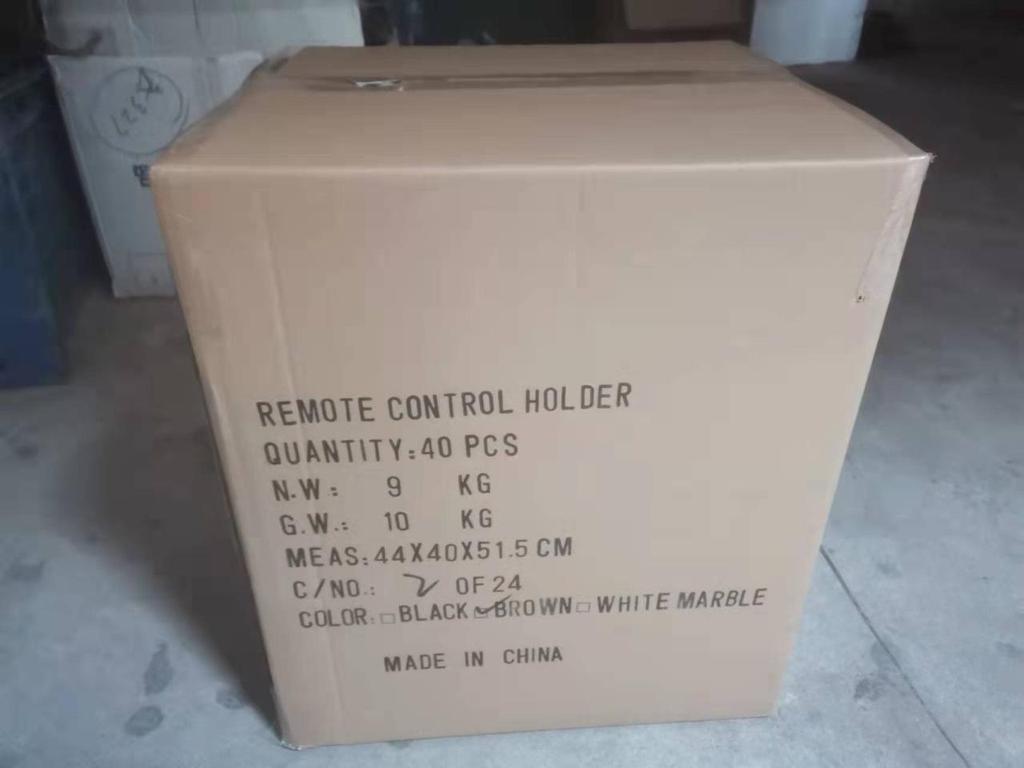 REMOTE CONTROL HOLDER
QUANTITY: 40 PCS
N.W.: 9 KG
G.W.: 10 KG
MEAS: 44X40X51.5 CM
C/NO.: 2 OF 24
COLOR: □BLACK ☑BROWN □WHITE MARBLE
MADE IN CHINA